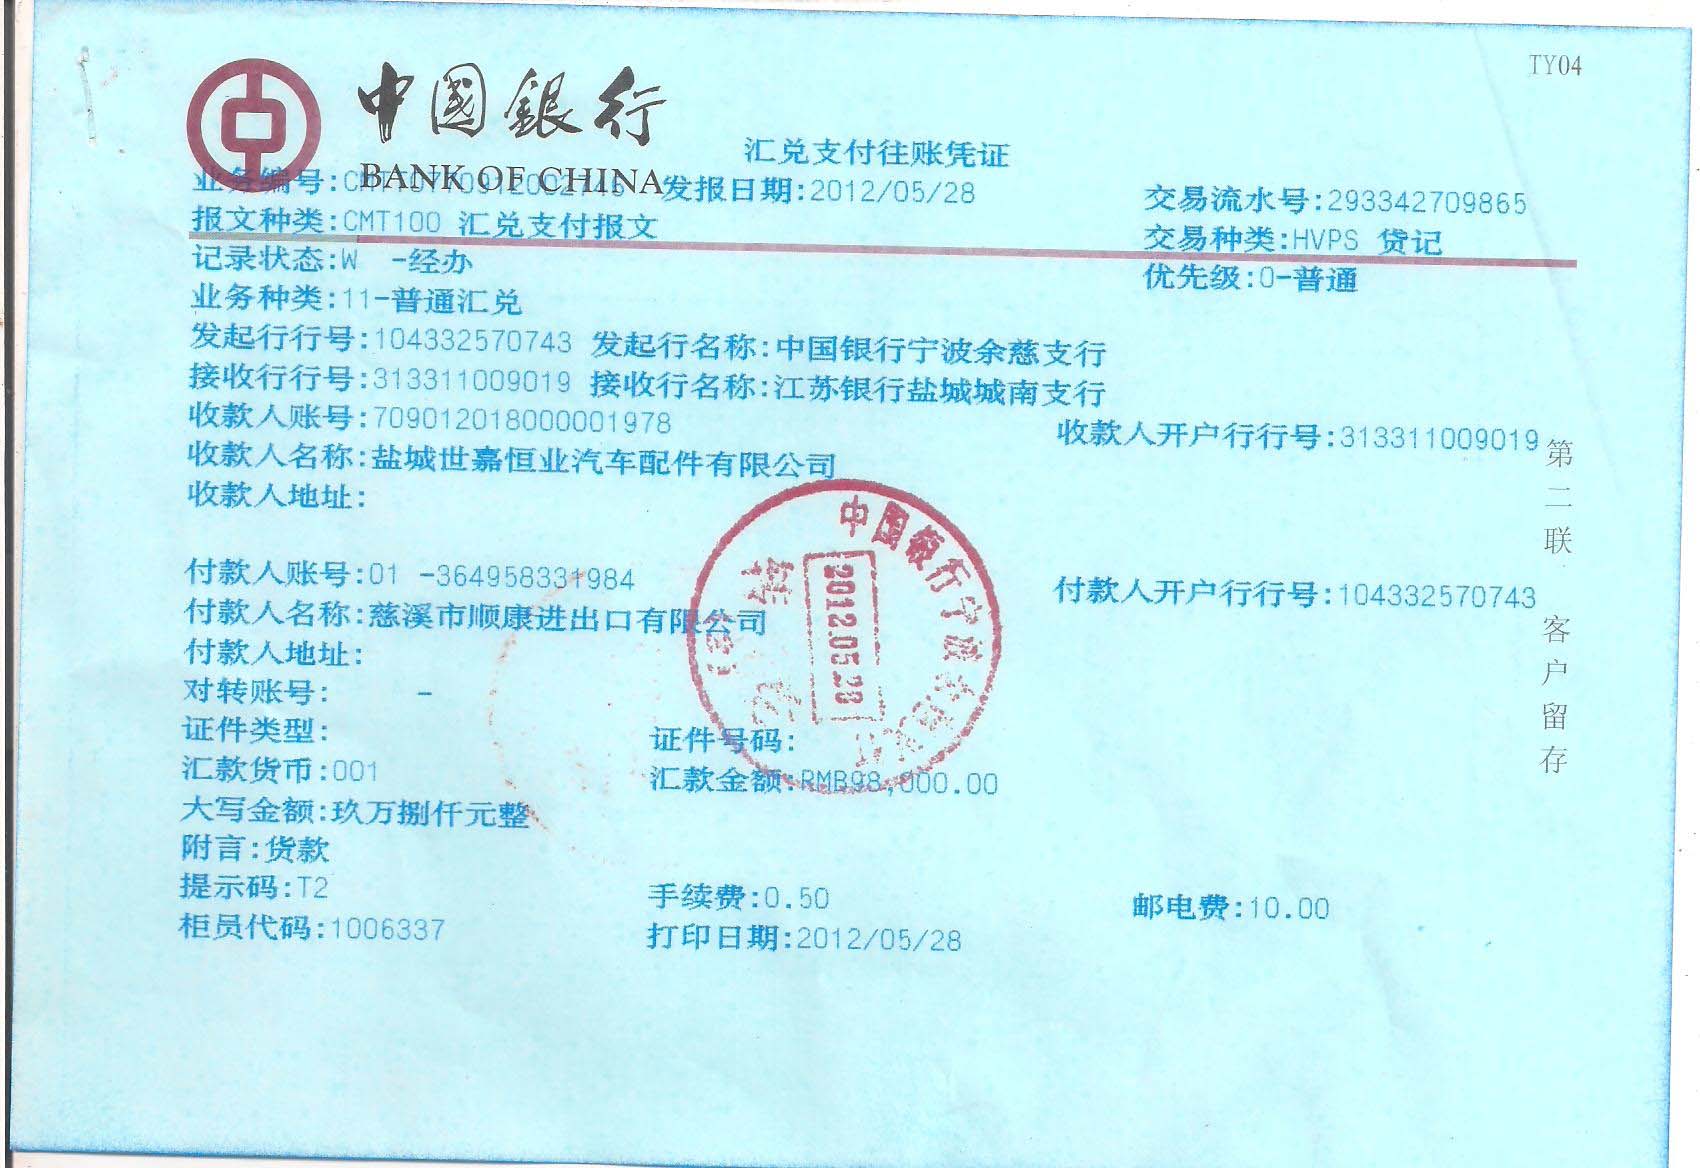 TY04
中國銀行
BANK OF CHINA
汇兑支付往账凭证
业务编号: 发报日期:2012/05/28 交易流水号:293342709865
报文种类:CMT100 汇兑支付报文 交易种类:HVPS 贷记
记录状态:W -经办 优先级:0-普通
业务种类:11-普通汇兑
发起行行号:104332570743 发起行名称:中国银行宁波余慈支行
接收行行号:313311009019 接收行名称:江苏银行盐城城南支行
收款人账号:709012018000001978 收款人开户行行号:313311009019
收款人名称:盐城世嘉恒业汽车配件有限公司
收款人地址:
付款人账号:01 -364958331984 付款人开户行行号:104332570743
付款人名称:慈溪市顺康进出口有限公司
付款人地址:
对转账号: -
证件类型: 证件号码:
汇款货币:001 汇款金额:RMB98,000.00
大写金额:玖万捌仟元整
附言:货款
提示码:T2 手续费:0.50 邮电费:10.00
柜员代码:1006337 打印日期:2012/05/28
第二联 客户留存
中国银行宁波
2012.05.28
转